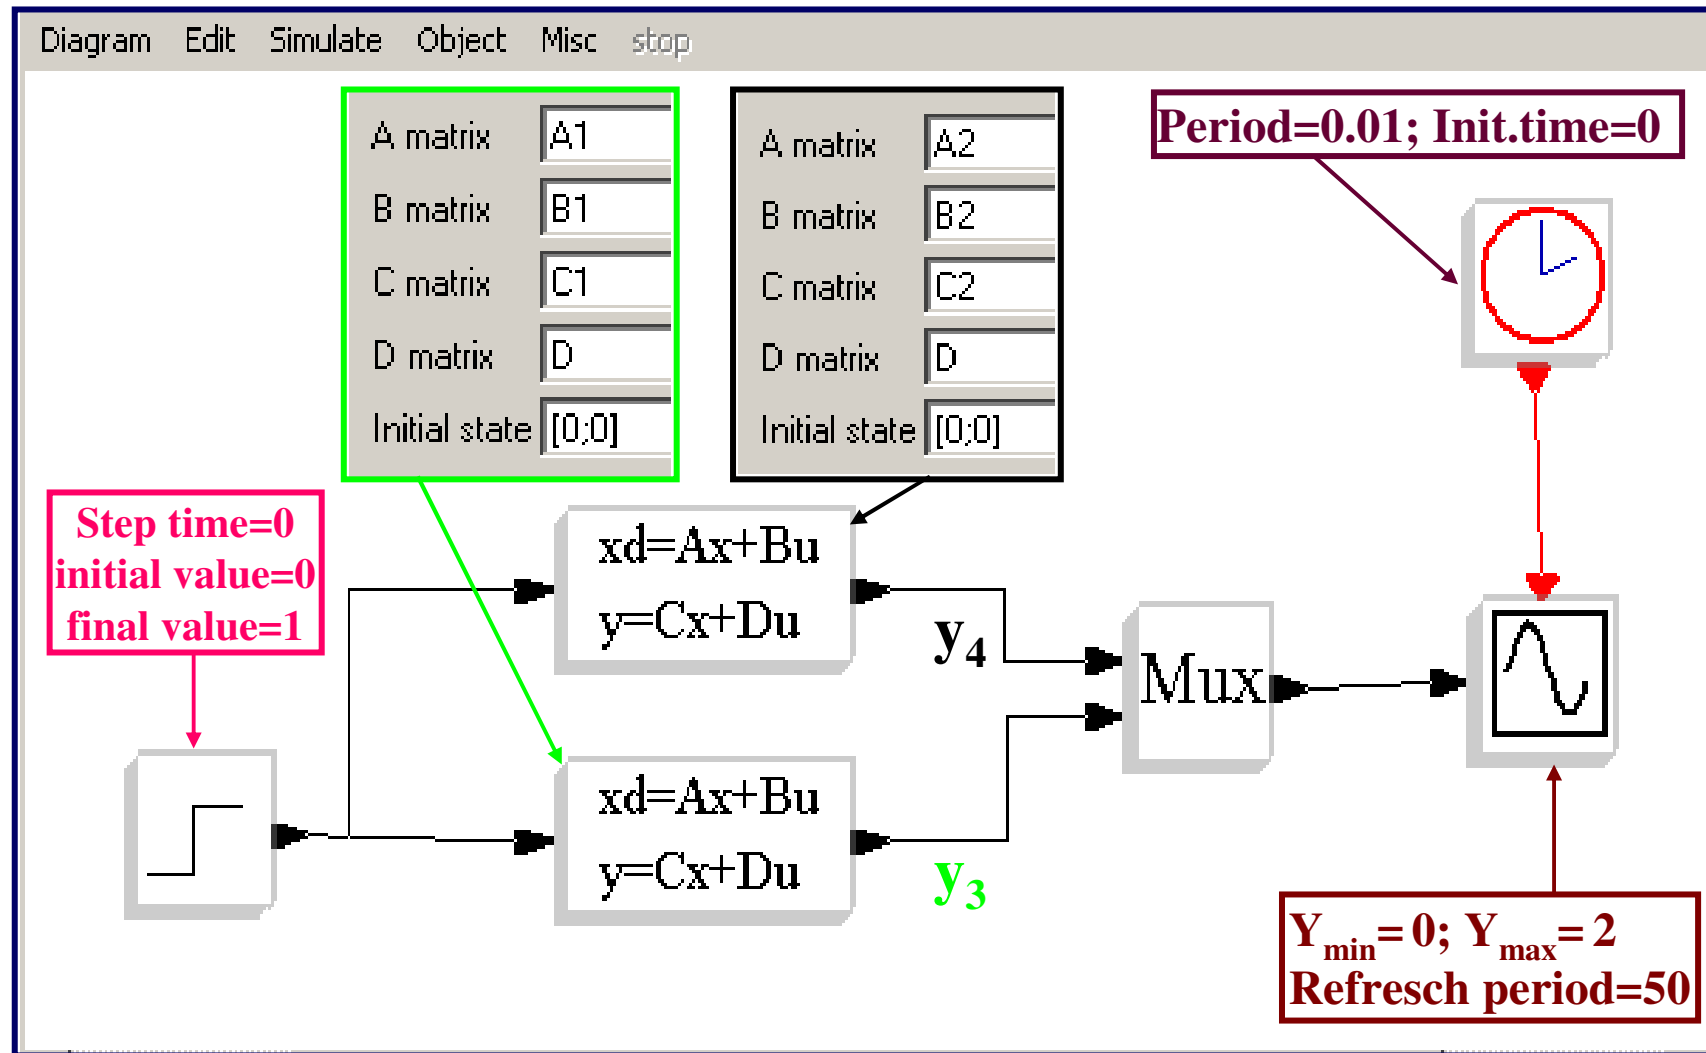 Diagram Edit Simulate Object Misc stop
A matrix A1
B matrix B1
C matrix C1
D matrix D
Initial state [0;0]
A matrix A2
B matrix B2
C matrix C2
D matrix D
Initial state [0;0]
Period=0.01; Init.time=0
Step time=0
initial value=0
final value=1
xd=Ax+Bu
y=Cx+Du
y4
Mux
xd=Ax+Bu
y=Cx+Du
y3
Ymin=0; Ymax=2
Refresch period=50